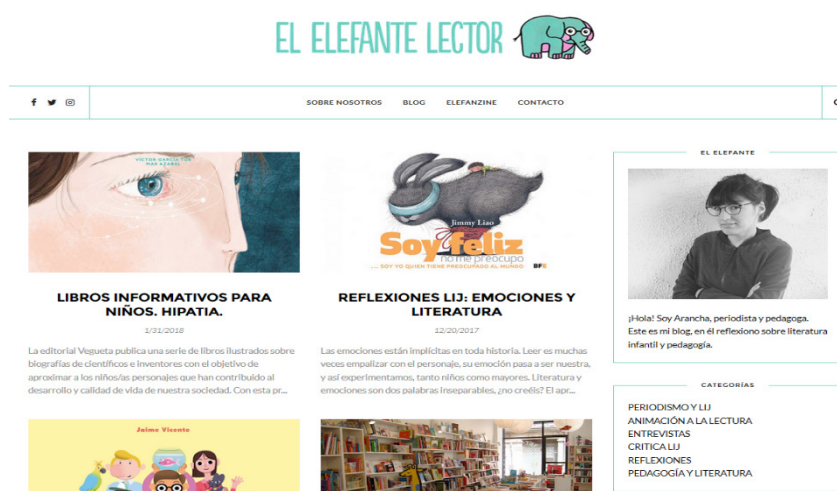 EL ELEFANTE LECTOR
SOBRE NOSOTROS BLOG ELEFANZINE CONTACTO
VÍCTOR GARCÍA TUR
MAR AZABAL
LIBROS INFORMATIVOS PARA
NIÑOS. HIPATIA.
1/31/2018
La editorial Vegueta publica una serie de libros ilustrados sobre
biografías de científicos e inventores con el objetivo de
aproximar a los niños/as personajes que han contribuido al
desarrollo y calidad de vida de nuestra sociedad. Con esta pr...
Jimmy Liao
Soy feliz
no me preocupo
.... SOY YO QUIEN TIENE PREOCUPADO AL MUNDO BFE
REFLEXIONES LIJ: EMOCIONES Y
LITERATURA
12/20/2017
Las emociones están implícitas en toda historia. Leer es muchas
veces empalizar con el personaje, su emoción pasa a ser nuestra,
y así experimentamos, tanto niños como mayores. Literatura y
emociones son dos palabras inseparables, ¿no creéis? El apr...
Jaime Vicente
EL ELEFANTE
¡Hola! Soy Arancha, periodista y pedagoga.
Este es mi blog, en él reflexiono sobre literatura
infantil y pedagogía.
CATEGORÍAS
PERIODISMO Y LIJ
ANIMACIÓN A LA LECTURA
ENTREVISTAS
CRITICA LIJ
REFLEXIONES
PEDAGOGÍA Y LITERATURA